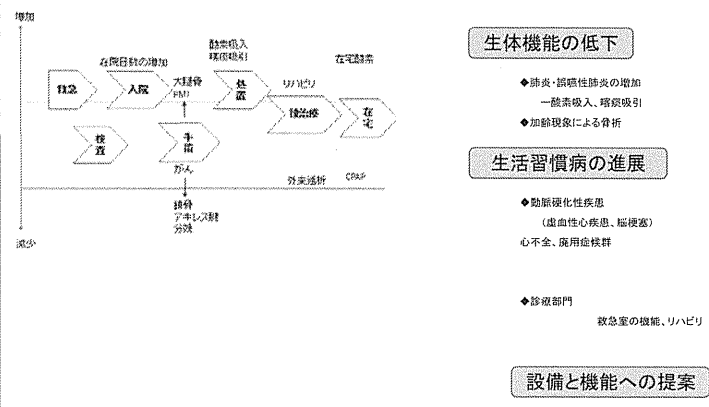 増加
在院日数の増加
酸素吸入
喀痰吸引
在宅酸素
救急
入院
大腿骨
PMI
処置
リハビリ
後治療
在宅
検査
手術
がん
外来透析
CPAP
鎖骨
アキレス腱
分娩
減少
生体機能の低下
◆肺炎・誤嚥性肺炎の増加
―酸素吸入、喀痰吸引
◆加齢現象による骨折
生活習慣病の進展
◆動脈硬化性疾患
(虚血性心疾患、脳梗塞)
心不全、廃用症候群
◆診療部門
救急室の機能、リハビリ
設備と機能への提案